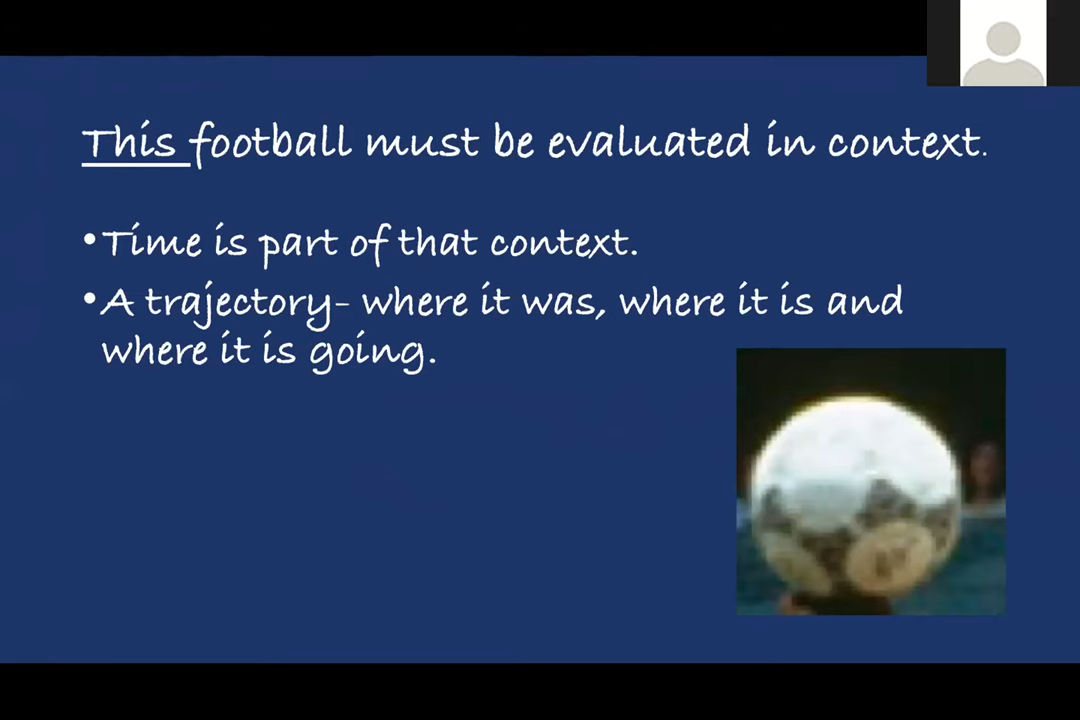 This football must be evaluated in context.
•Time is part of that context.
•A trajectory- where it was, where it is and
where it is going.